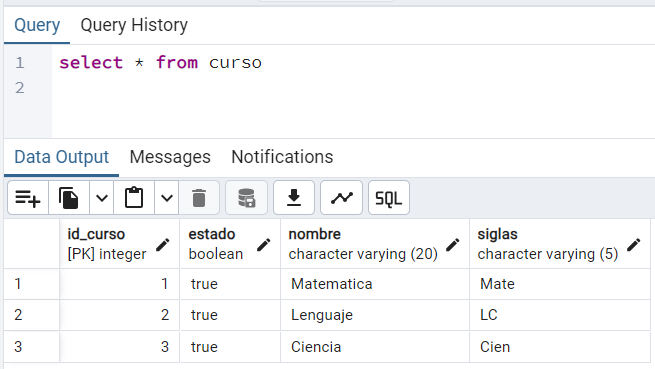 Query Query History
1 select * from curso
2
Data Output Messages Notifications
SQL
id_curso estado nombre siglas
[PK] integer boolean character varying (20) character varying (5)
1 1 true Matematica Mate
2 2 true Lenguaje LC
3 3 true Ciencia Cien